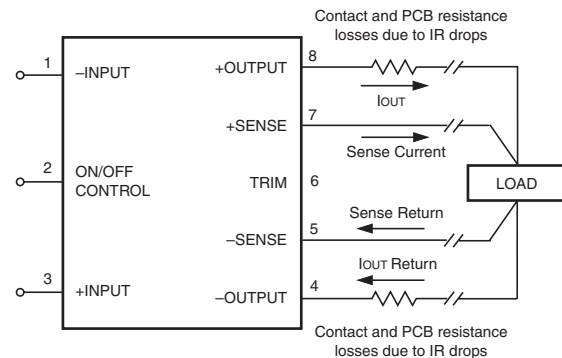 Contact and PCB resistance
losses due to IR drops
1
–INPUT
+OUTPUT
8
IOUT
+SENSE
7
Sense Current
2
ON/OFF
CONTROL
TRIM
6
LOAD
Sense Return
–SENSE
5
IOUT Return
3
+INPUT
–OUTPUT
4
Contact and PCB resistance
losses due to IR drops